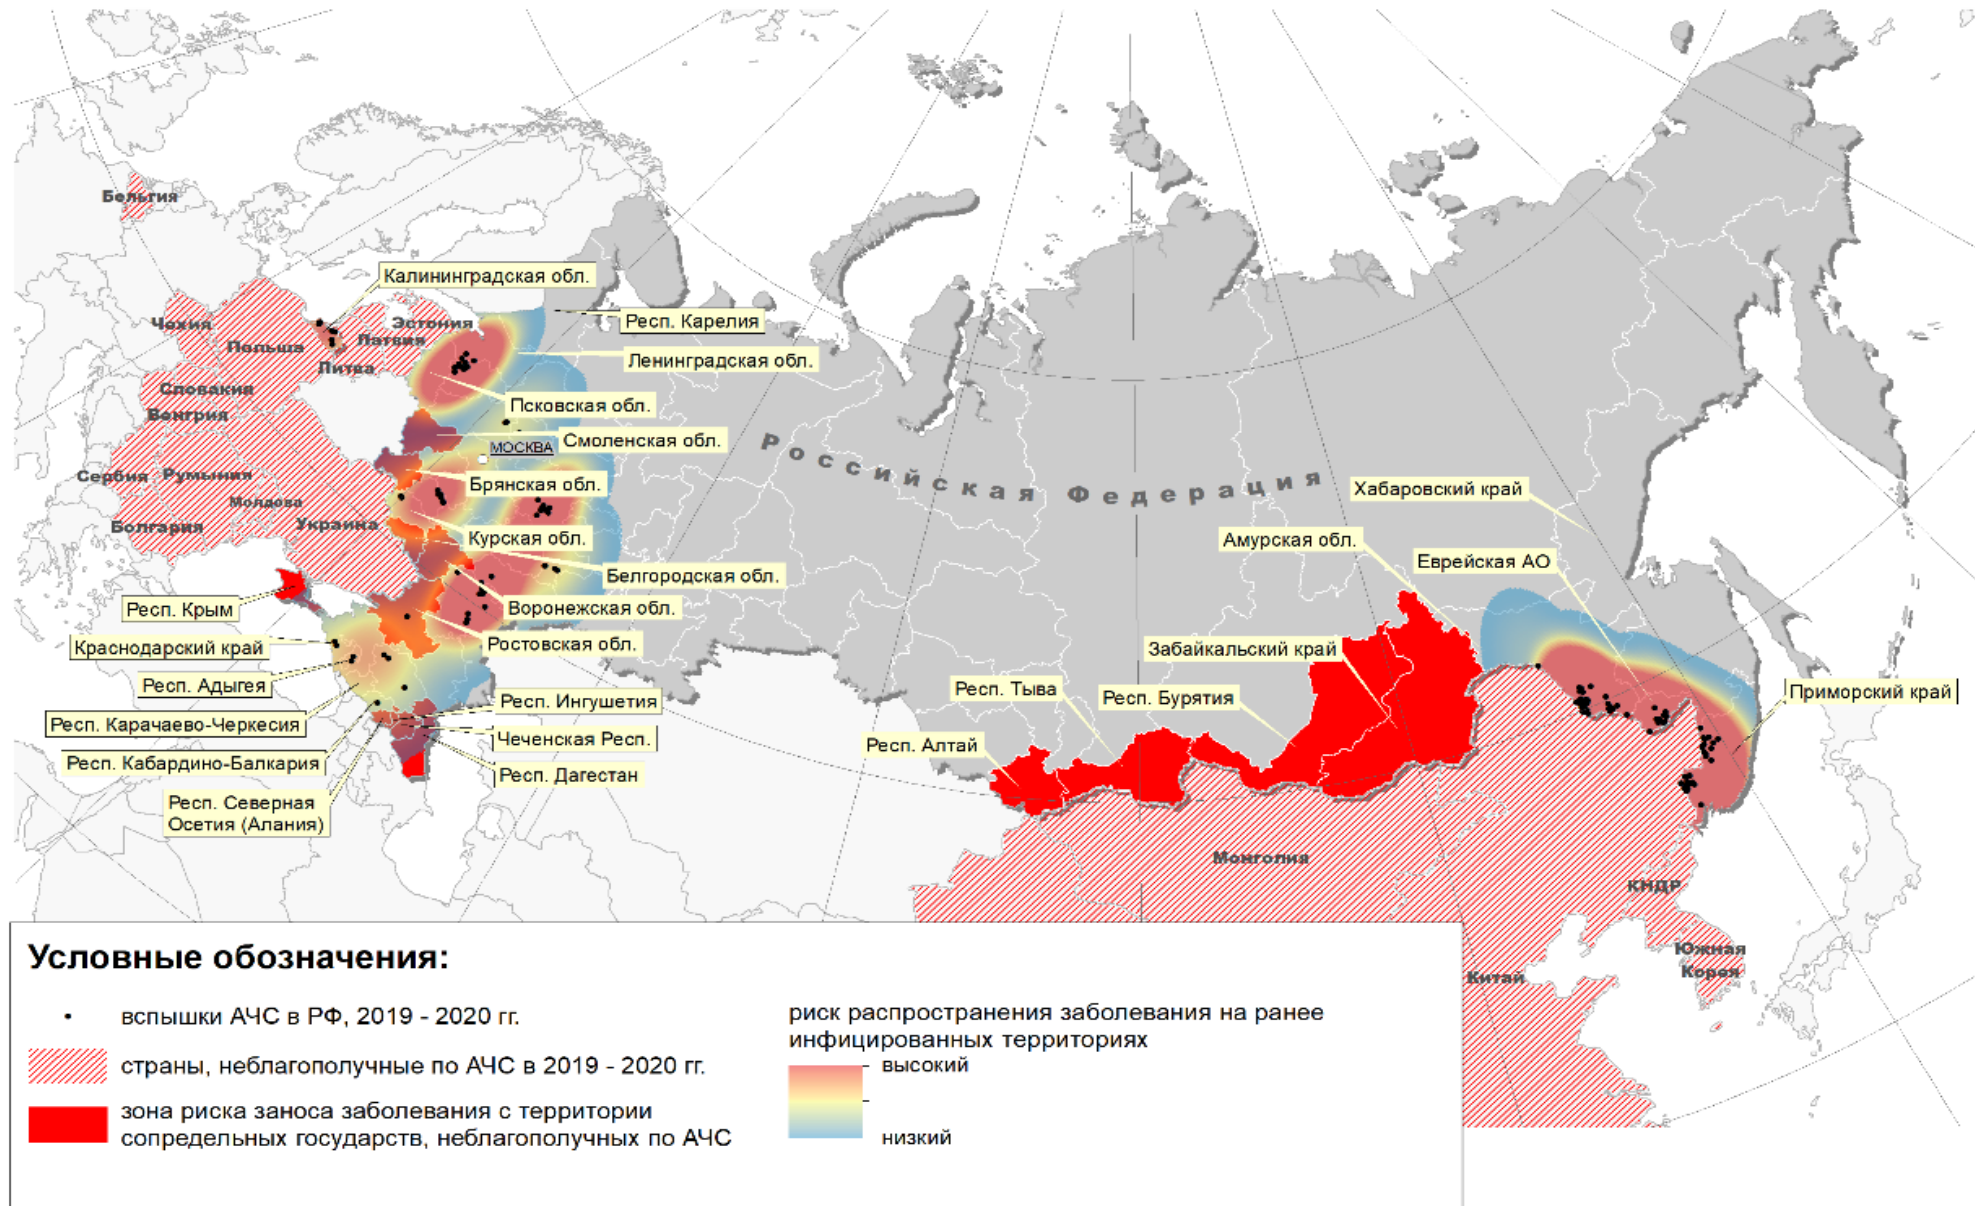 Бельгия
Калининградская обл.
Респ. Карелия
Чехия
Эстония
Польша
Латвия
Ленинградская обл.
Литва
Словакия
Псковская обл.
Венгрия
Смоленская обл.
МОСКВА
Российская Федерация
Сербия
Румыния
Брянская обл.
Хабаровский край
Молдова
Болгария
Украина
Курская обл.
Амурская обл.
Еврейская АО
Белгородская обл.
Респ. Крым
Воронежская обл.
Краснодарский край
Ростовская обл.
Забайкальский край
Респ. Адыгея
Респ. Тыва
Респ. Бурятия
Приморский край
Респ. Ингушетия
Респ. Карачаево-Черкесия
Чеченская Респ.
Респ. Алтай
Респ. Кабардино-Балкария
Респ. Дагестан
Респ. Северная
Осетия (Алания)
Монголия
КНДР
Южная
Корея
Китай
Условные обозначения:
вспышки АЧС в РФ, 2019 - 2020 гг.
страны, неблагополучные по АЧС в 2019 - 2020 гг.
зона риска заноса заболевания с территории
сопредельных государств, неблагополучных по АЧС
риск распространения заболевания на ранее
инфицированных территориях
высокий
низкий